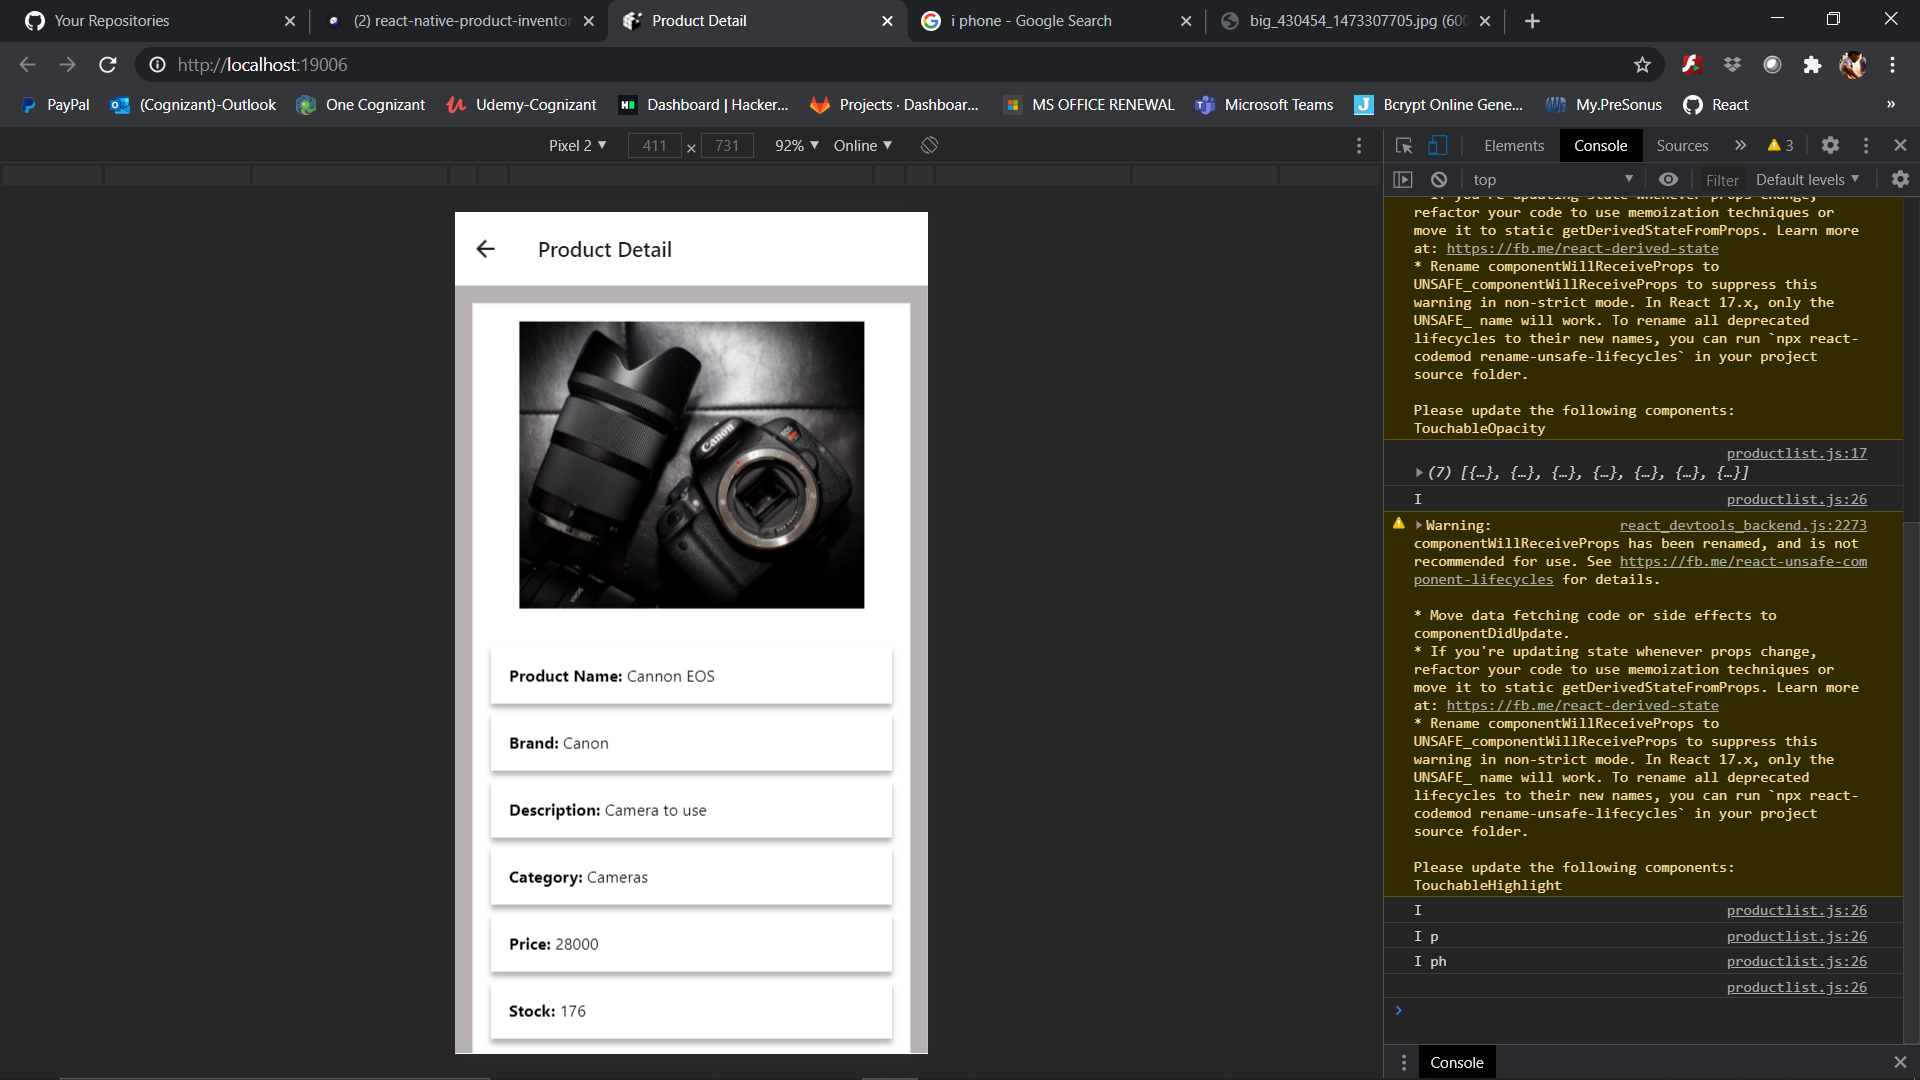 Your Repositories
(2) react-native-product-inventor
Product Detail
i phone - Google Search
big_430454_1473307705.jpg (600
http://localhost:19006
PayPal
(Cognizant)-Outlook
One Cognizant
Udemy-Cognizant
Dashboard | Hacker...
Projects · Dashboar...
MS OFFICE RENEWAL
Microsoft Teams
Bcrypt Online Gene...
My.PreSonus
React
»
Pixel 2
411
×
731
92%
Online
Elements
Console
Sources
»
3
top
Filter
Default levels
Product Detail
Canon
EOS
SIGMA
Product Name: Cannon EOS
Brand: Canon
Description: Camera to use
Category: Cameras
Price: 28000
Stock: 176
* If you're updating state whenever props change,
refactor your code to use memoization techniques or
move it to static getDerivedStateFromProps. Learn more
at: https://fb.me/react-derived-state
* Rename componentWillReceiveProps to
UNSAFE_componentWillReceiveProps to suppress this
warning in non-strict mode. In React 17.x, only the
UNSAFE_ name will work. To rename all deprecated
lifecycles to their new names, you can run `npx react-
codemod rename-unsafe-lifecycles` in your project
source folder.
Please update the following components:
TouchableOpacity
productlist.js:17
(7) [{…}, {…}, {…}, {…}, {…}, {…}, {…}]
I productlist.js:26
Warning: react_devtools_backend.js:2273
componentWillReceiveProps has been renamed, and is not
recommended for use. See https://fb.me/react-unsafe-com
ponent-lifecycles for details.
* Move data fetching code or side effects to
componentDidUpdate.
* If you're updating state whenever props change,
refactor your code to use memoization techniques or
move it to static getDerivedStateFromProps. Learn more
at: https://fb.me/react-derived-state
* Rename componentWillReceiveProps to
UNSAFE_componentWillReceiveProps to suppress this
warning in non-strict mode. In React 17.x, only the
UNSAFE_ name will work. To rename all deprecated
lifecycles to their new names, you can run `npx react-
codemod rename-unsafe-lifecycles` in your project
source folder.
Please update the following components:
TouchableHighlight
I productlist.js:26
I p productlist.js:26
I ph productlist.js:26
productlist.js:26
Console